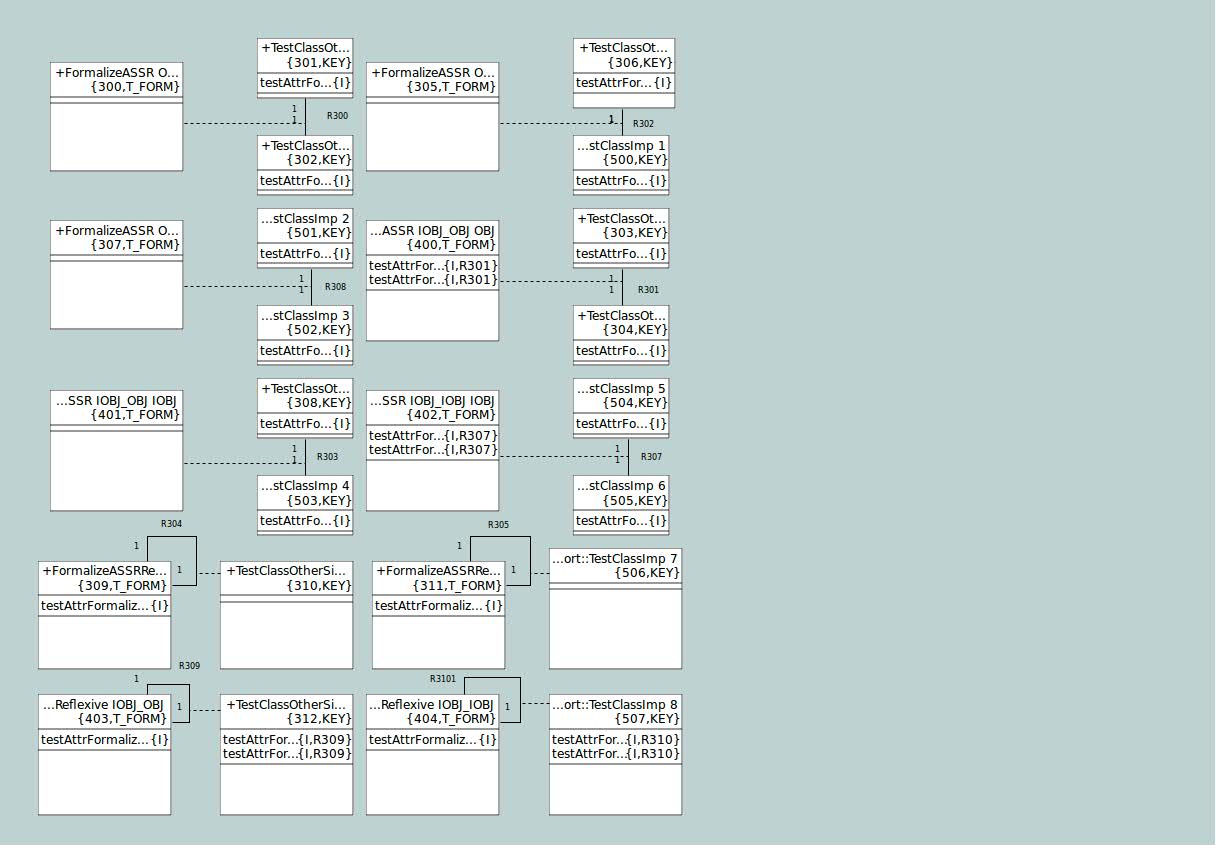 +FormalizeASSR O...
{300,T_FORM}
+TestClassOt...
{301,KEY}
testAttrFo...{I}
1
1
R300
+TestClassOt...
{302,KEY}
testAttrFo...{I}
+FormalizeASSR O...
{305,T_FORM}
+TestClassOt...
{306,KEY}
testAttrFor...{I}
1
R302
...stClassImp 1
{500,KEY}
testAttrFo...{I}
+FormalizeASSR O...
{307,T_FORM}
...stClassImp 2
{501,KEY}
testAttrFo...{I}
1
1
R308
...stClassImp 3
{502,KEY}
testAttrFo...{I}
...ASSR IOBJ_OBJ OBJ
{400,T_FORM}
testAttrFor...{I,R301}
testAttrFor...{I,R301}
+TestClassOt...
{303,KEY}
testAttrFo...{I}
1
1
R301
+TestClassOt...
{304,KEY}
testAttrFo...{I}
...SSR IOBJ_OBJ IOBJ
{401,T_FORM}
+TestClassOt...
{308,KEY}
testAttrFo...{I}
1
1
R303
...stClassImp 4
{503,KEY}
testAttrFo...{I}
...SSR IOBJ_IOBJ IOBJ
{402,T_FORM}
testAttrFor...{I,R307}
testAttrFor...{I,R307}
...stClassImp 5
{504,KEY}
testAttrFo...{I}
1
1
R307
...stClassImp 6
{505,KEY}
testAttrFo...{I}
R304
1
1
+FormalizeASSRRe...
{309,T_FORM}
testAttrFormaliz...{I}
+TestClassOtherSi...
{310,KEY}
R305
1
1
+FormalizeASSRRe...
{311,T_FORM}
testAttrFormaliz...{I}
...ort::TestClassImp 7
{506,KEY}
R309
1
1
...Reflexive IOBJ_OBJ
{403,T_FORM}
testAttrFormaliz...{I}
+TestClassOtherSi...
{312,KEY}
testAttrFor...{I,R309}
testAttrFor...{I,R309}
R3101
1
...Reflexive IOBJ_IOBJ
{404,T_FORM}
testAttrFormaliz...{I}
...ort::TestClassImp 8
{507,KEY}
testAttrFor...{I,R310}
testAttrFor...{I,R310}